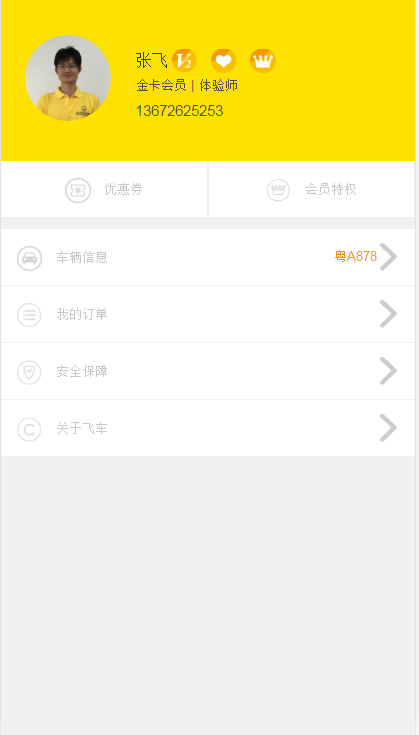 张飞 V2
金卡会员 | 体验师
13672625253
优惠券 会员特权
车辆信息 粤A878
我的订单
安全保障
关于飞车